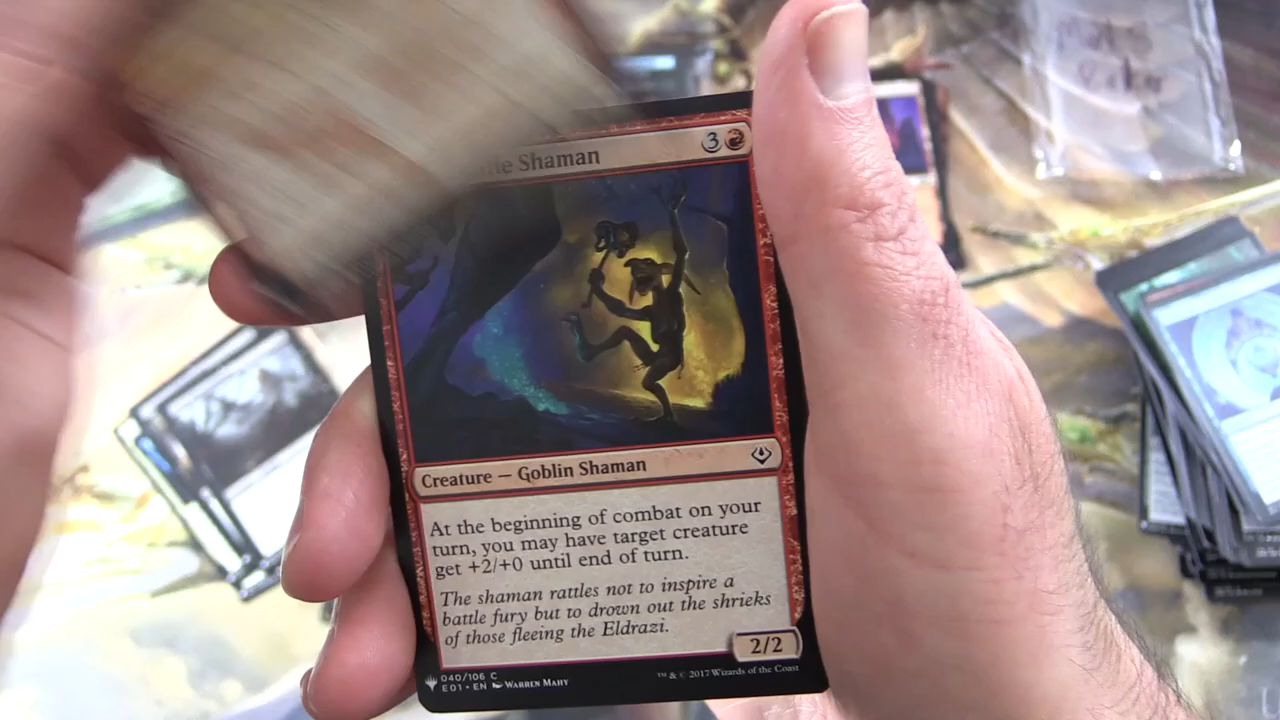 Shaman
3
Creature — Goblin Shaman
At the beginning of combat on your
turn, you may have target creature
get +2/+0 until end of turn.
The shaman rattles not to inspire a
battle fury but to drown out the shrieks
of those fleeing the Eldrazi.
2/2
040/106 C
E01 • EN WARREN MAHY
™ & © 2017 Wizards of the Coast